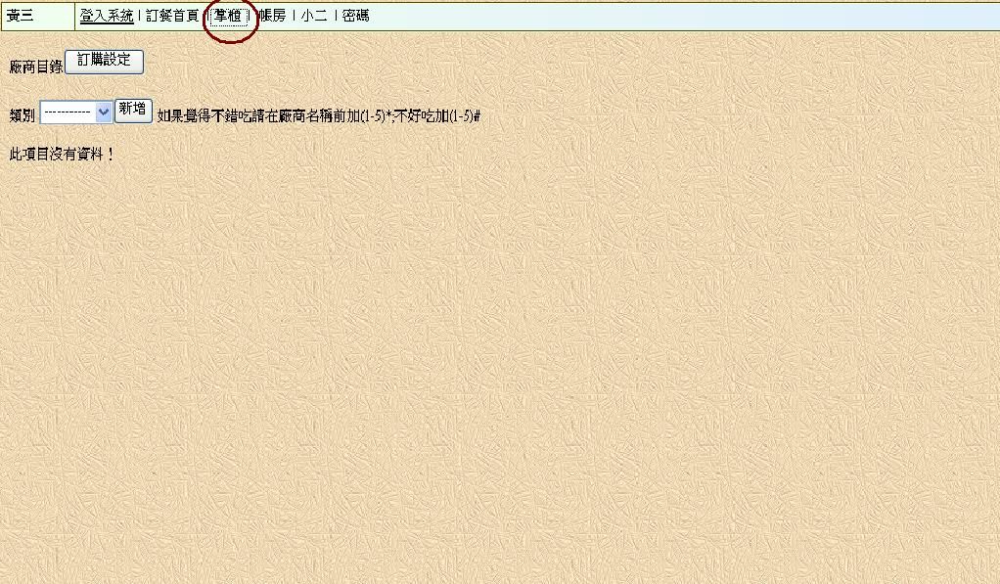 黃三
登入系統 | 訂餐首頁 | 掌櫃 | 帳房 | 小二 | 密碼
廠商目錄 訂購設定
類別 ----------- 新增 如果覺得不錯吃請在廠商名稱前加(1-5)*;不好吃加(1-5)#
此項目沒有資料！